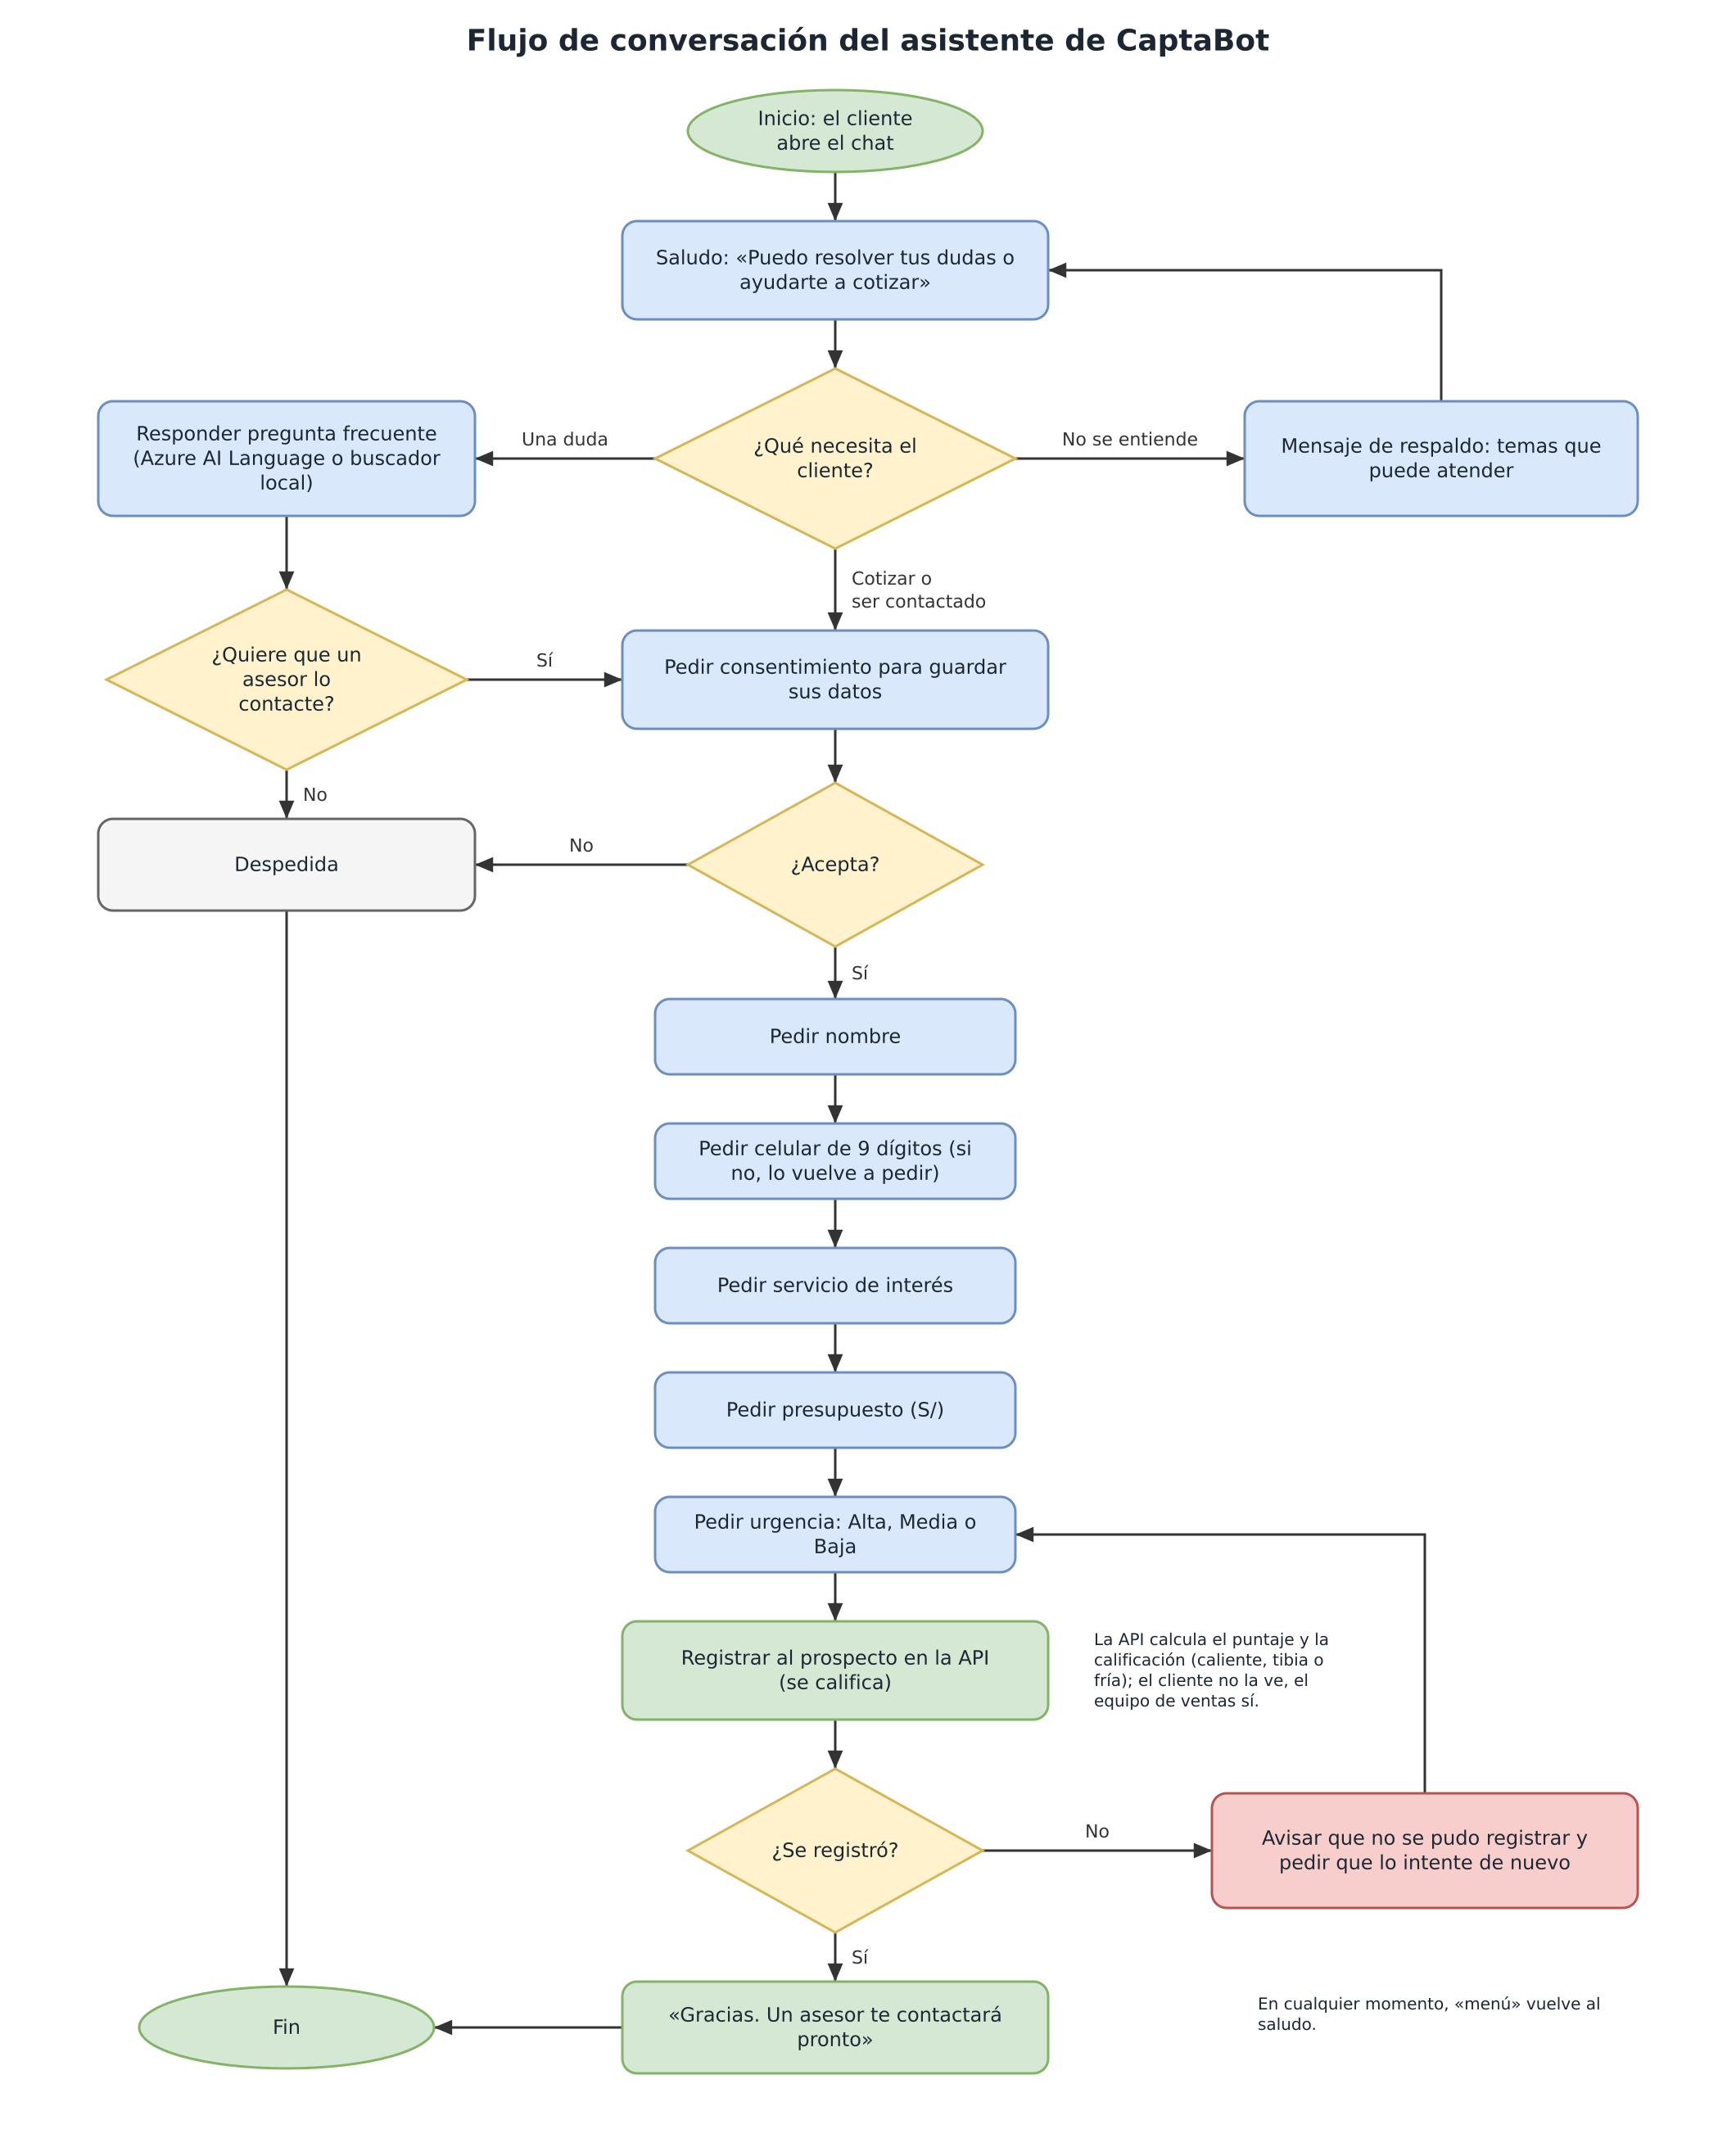 Flujo de conversación del asistente de CaptaBot
Inicio: el cliente
abre el chat
Saludo: «Puedo resolver tus dudas o
ayudarte a cotizar»
Responder pregunta frecuente
(Azure AI Language o buscador
local)
Una duda
¿Qué necesita el
cliente?
No se entiende
Mensaje de respaldo: temas que
puede atender
Cotizar o
ser contactado
¿Quiere que un
asesor lo
contacte?
Sí
Pedir consentimiento para guardar
sus datos
No
Despedida
No
¿Acepta?
Sí
Pedir nombre
Pedir celular de 9 dígitos (si
no, lo vuelve a pedir)
Pedir servicio de interés
Pedir presupuesto (S/)
Pedir urgencia: Alta, Media o
Baja
Registrar al prospecto en la API
(se califica)
La API calcula el puntaje y la
calificación (caliente, tibia o
fría); el cliente no la ve, el
equipo de ventas sí.
¿Se registró?
No
Avisar que no se pudo registrar y
pedir que lo intente de nuevo
Sí
Fin
«Gracias. Un asesor te contactará
pronto»
En cualquier momento, «menú» vuelve al
saludo.